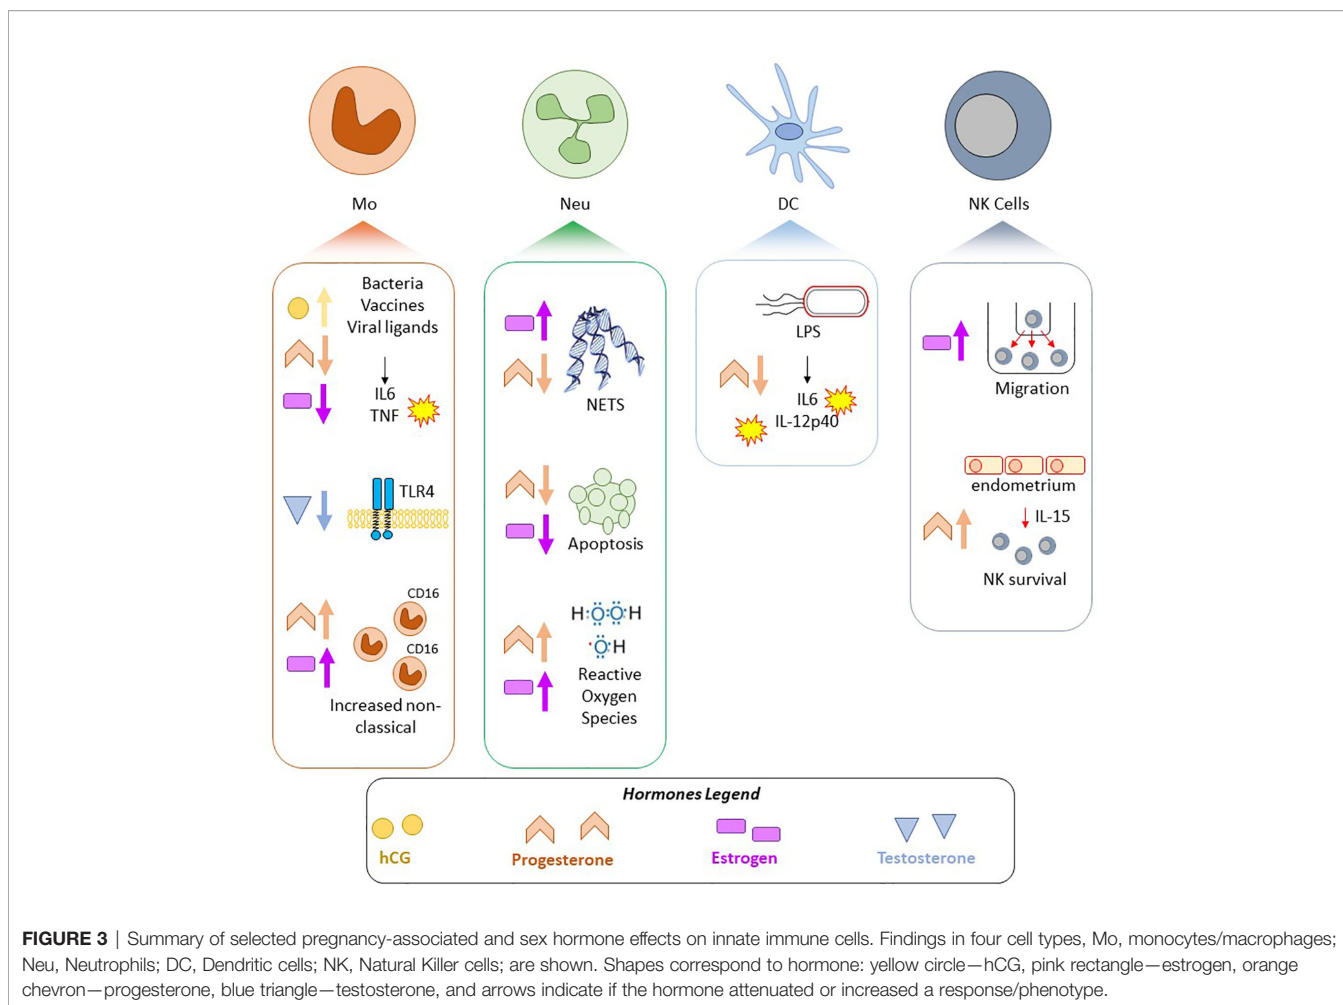 Mo
Neu
DC
NK Cells
Bacteria
Vaccines
Viral ligands
IL6
TNF
TLR4
CD16
CD16
Increased non-
classical
NETS
Apoptosis
H:O:O:H
·O:H
Reactive
Oxygen
Species
LPS
IL6
IL-12p40
Migration
endometrium
IL-15
NK survival
Hormones Legend
hCG
Progesterone
Estrogen
Testosterone
FIGURE 3 | Summary of selected pregnancy-associated and sex hormone effects on innate immune cells. Findings in four cell types, Mo, monocytes/macrophages;
Neu, Neutrophils; DC, Dendritic cells; NK, Natural Killer cells; are shown. Shapes correspond to hormone: yellow circle—hCG, pink rectangle—estrogen, orange
chevron—progesterone, blue triangle—testosterone, and arrows indicate if the hormone attenuated or increased a response/phenotype.